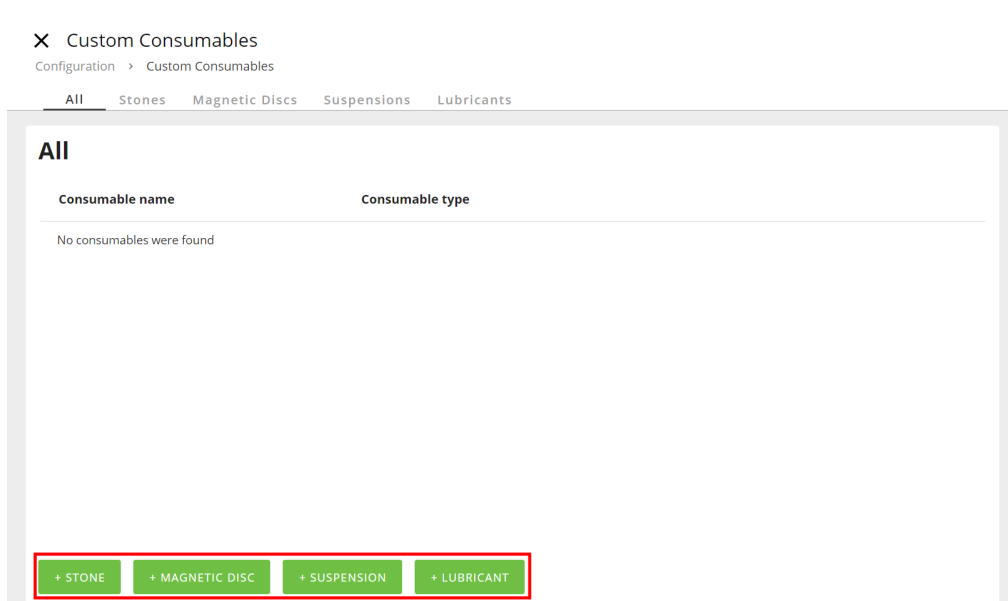 Custom Consumables
Configuration > Custom Consumables
All Stones Magnetic Discs Suspensions Lubricants
All
Consumable name Consumable type
No consumables were found
+ STONE + MAGNETIC DISC + SUSPENSION + LUBRICANT